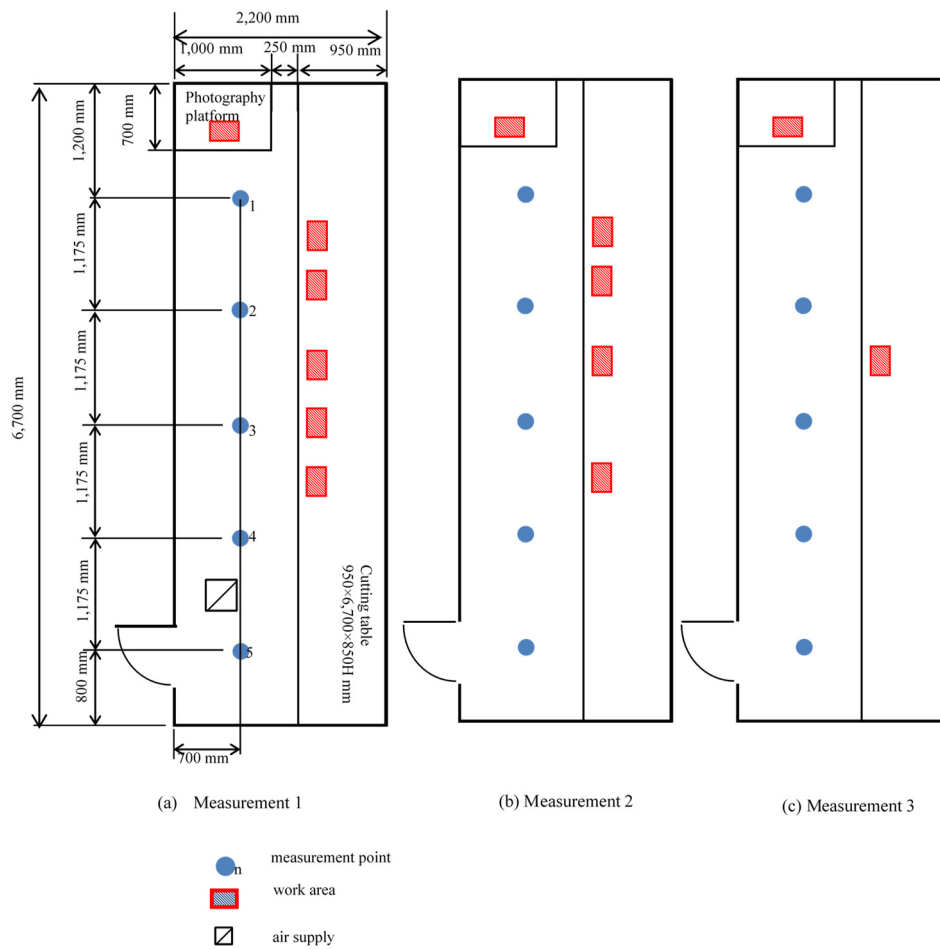 2,200 mm
1,000 mm
250 mm
950 mm
Photography
platform
700 mm
1,200 mm
1,175 mm
1,175 mm
1,175 mm
1,175 mm
800 mm
6,700 mm
1
2
3
4
5
Cutting table
950×6,700×850H mm
700 mm
(a) Measurement 1
(b) Measurement 2
(c) Measurement 3
n
measurement point
work area
air supply